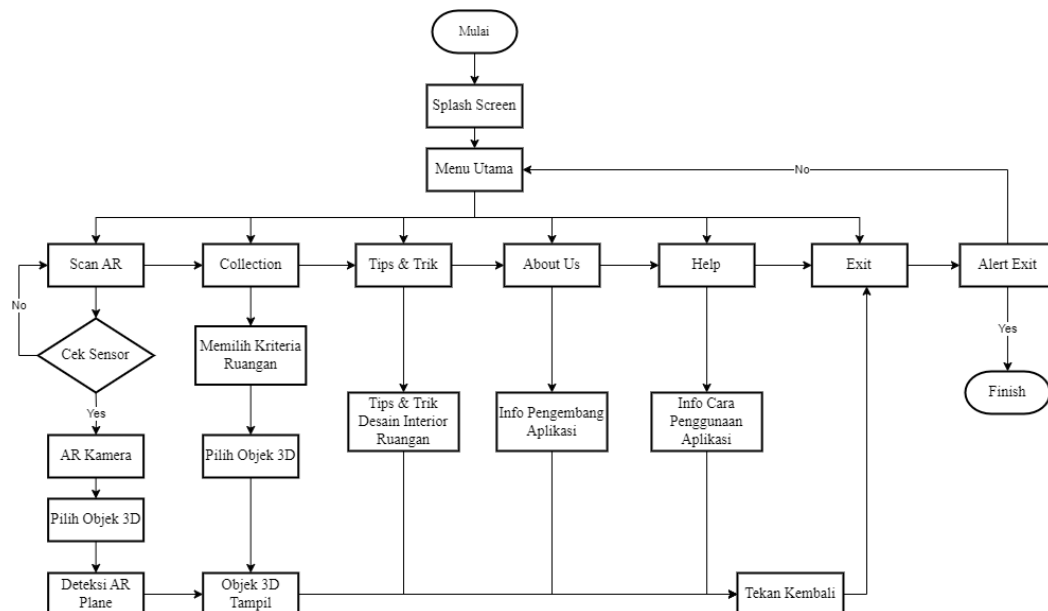 Mulai
Splash Screen
Menu Utama
No
Scan AR
Collection
Tips & Trik
About Us
Help
Exit
Alert Exit
No
Cek Sensor
Memilih Kriteria
Ruangan
Yes
Finish
Yes
Tips & Trik
Desain Interior
Ruangan
Info Pengembang
Aplikasi
Info Cara
Penggunaan
Aplikasi
AR Kamera
Pilih Objek 3D
Pilih Objek 3D
Deteksi AR
Plane
Objek 3D
Tampil
Tekan Kembali